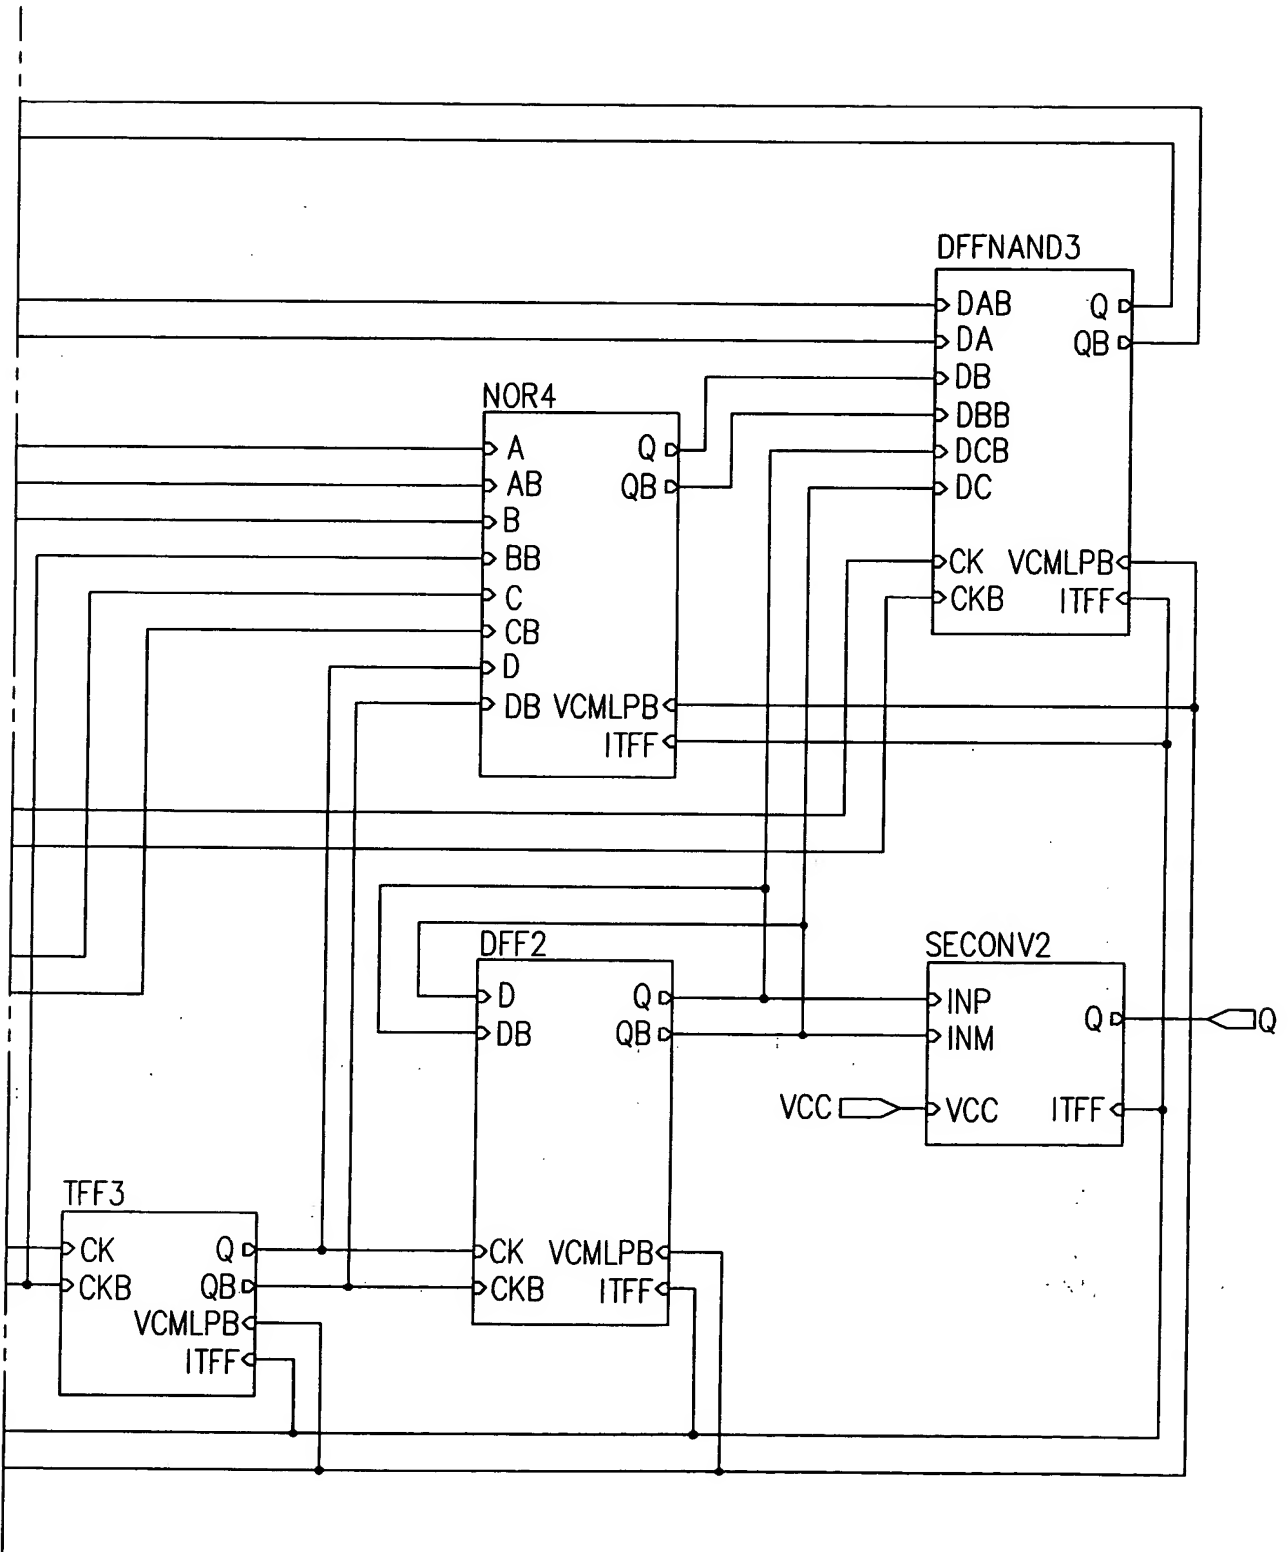 DFFNAND3
DAB Q
DA QB
DB
DBB
DCB
DC
CK VCMLPB
CKB ITFF
NOR4
A Q
AB QB
B
BB
C
CB
D
DB VCMLPB
ITFF
DFF2
D Q
DB QB
CK VCMLPB
CKB ITFF
SECONV2
INP
Q Q
INM
VCC VCC ITFF
TFF3
CK Q
CKB QB
VCMLPB
ITFF